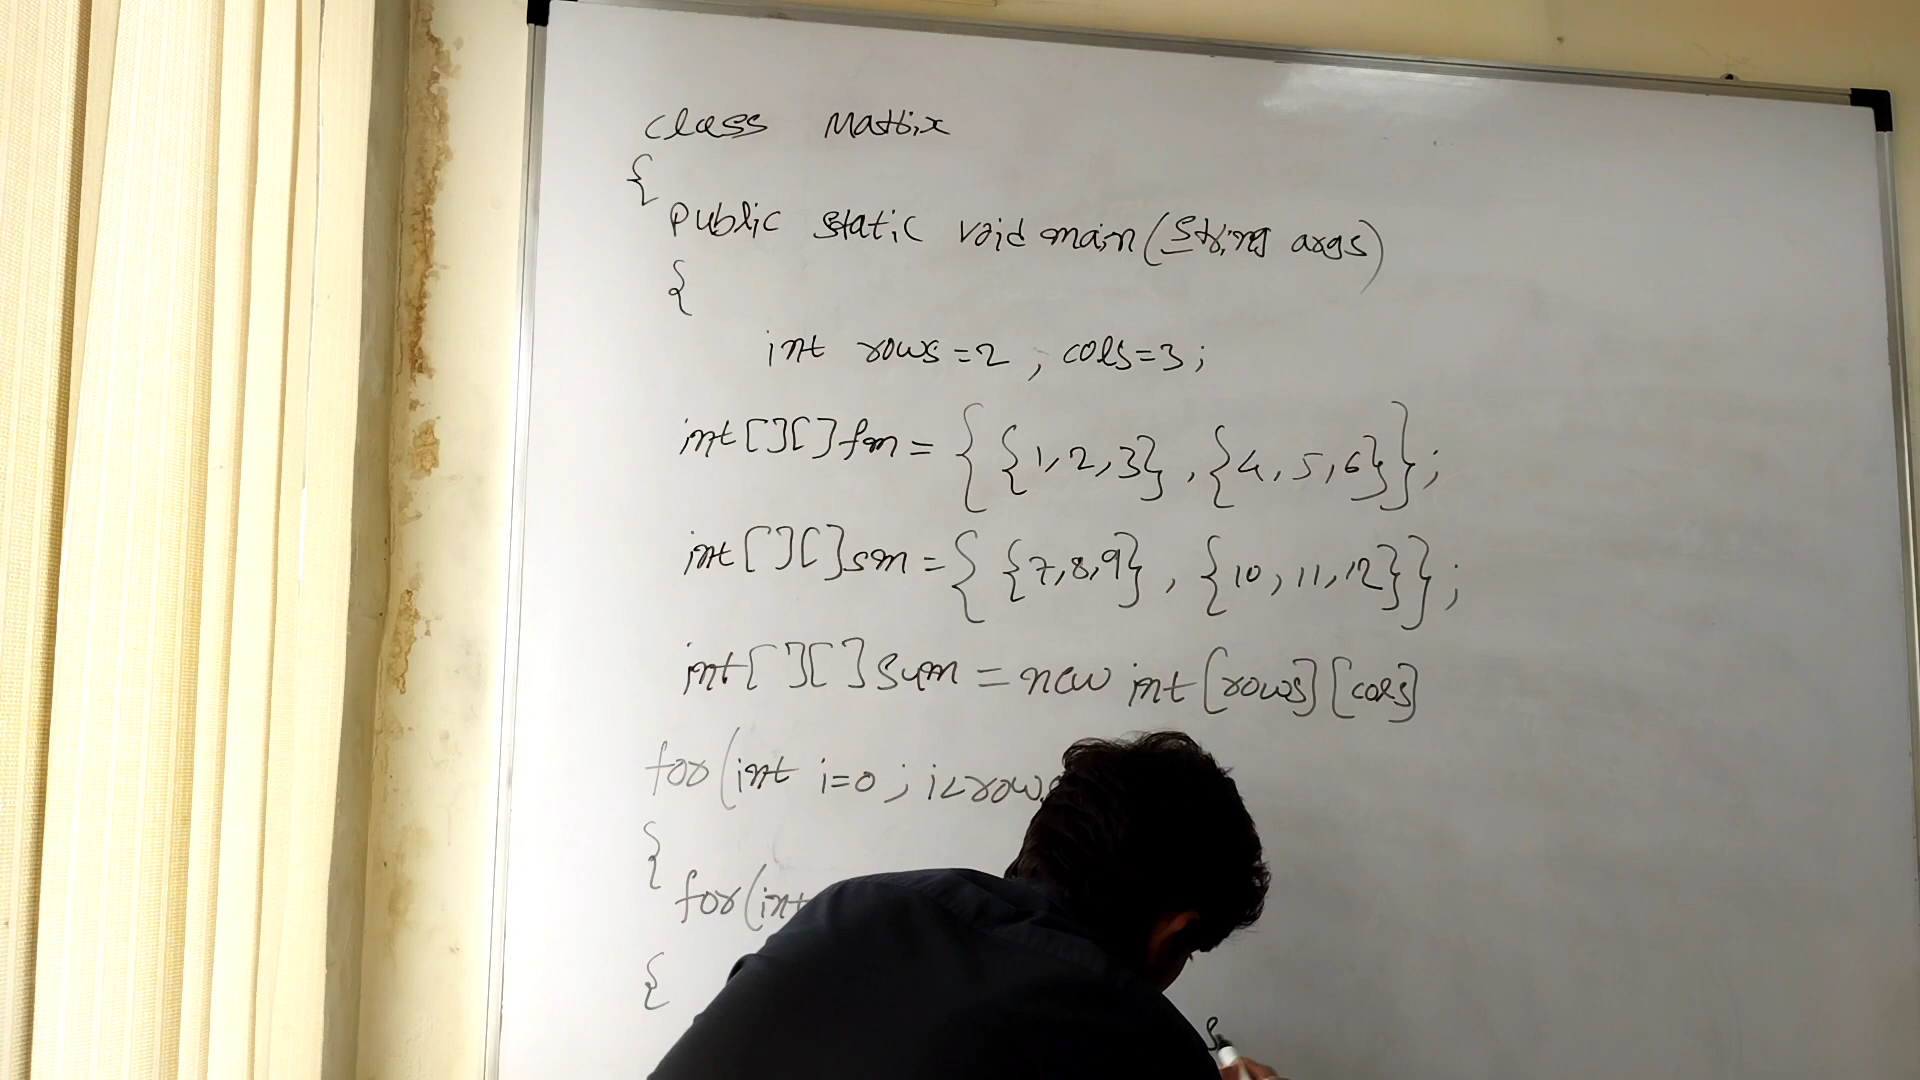 class Matrix
{
public static void main(String args)
{
int rows=2, cols=3;
int[][]fm={{1,2,3},{4,5,6}};
int[][]sm={{7,8,9},{10,11,12}};
int[][]sum=new int[rows][cols]
for(int i=0; i<rows
{
for(int
{